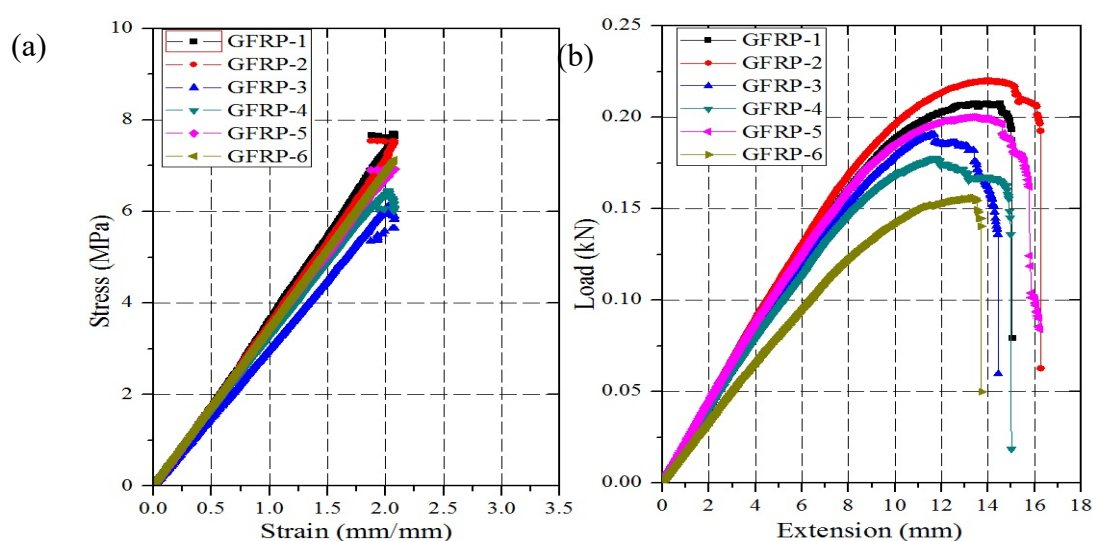 (a)
10
8
6
4
2
0
Stress (MPa)
GFRP-1
GFRP-2
GFRP-3
GFRP-4
GFRP-5
GFRP-6
0.0 0.5 1.0 1.5 2.0 2.5 3.0 3.5
Strain (mm/mm)
(b)
0.25
0.20
0.15
0.10
0.05
0.00
Load (kN)
GFRP-1
GFRP-2
GFRP-3
GFRP-4
GFRP-5
GFRP-6
0 2 4 6 8 10 12 14 16 18
Extension (mm)